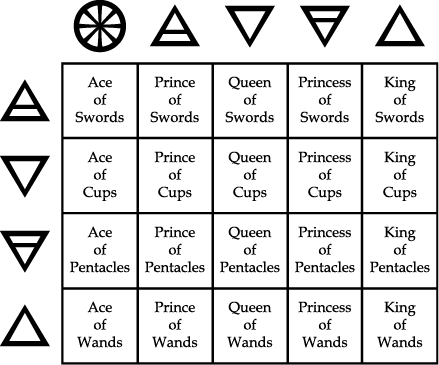 Ace
of
Swords
Prince
of
Swords
Queen
of
Swords
Princess
of
Swords
King
of
Swords
Ace
of
Cups
Prince
of
Cups
Queen
of
Cups
Princess
of
Cups
King
of
Cups
Ace
of
Pentacles
Prince
of
Pentacles
Queen
of
Pentacles
Princess
of
Pentacles
King
of
Pentacles
Ace
of
Wands
Prince
of
Wands
Queen
of
Wands
Princess
of
Wands
King
of
Wands